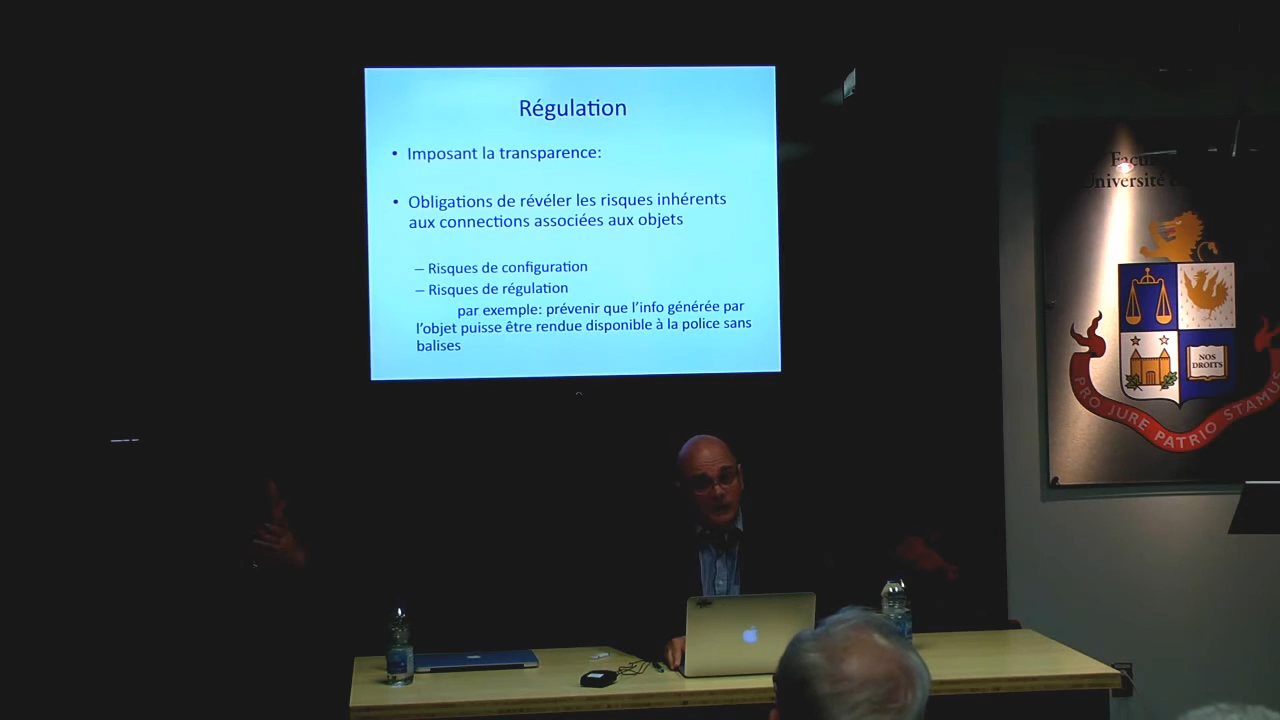 Régulation
• Imposant la transparence:
• Obligations de révéler les risques inhérents
aux connections associées aux objets
– Risques de configuration
– Risques de régulation
par exemple: prévenir que l'info générée par
l'objet puisse être rendue disponible à la police sans
balises
Université
NOS
DROITS
PRO JURE PATRIO STAMUS